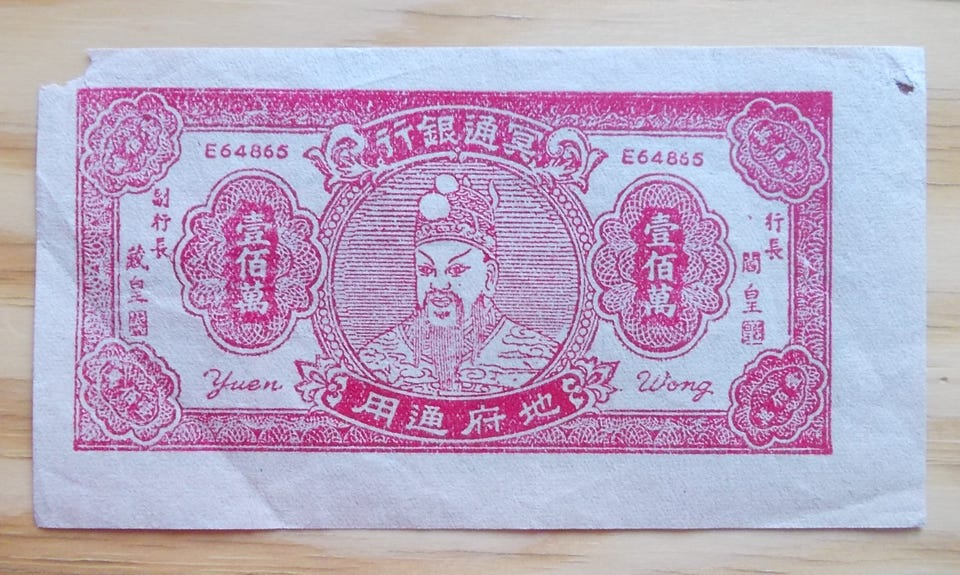 冥通銀行
E64865
E64865
行長
閻皇
壹佰萬
壹佰萬
副行長
藏皇
Yuen
Wong
地府通用